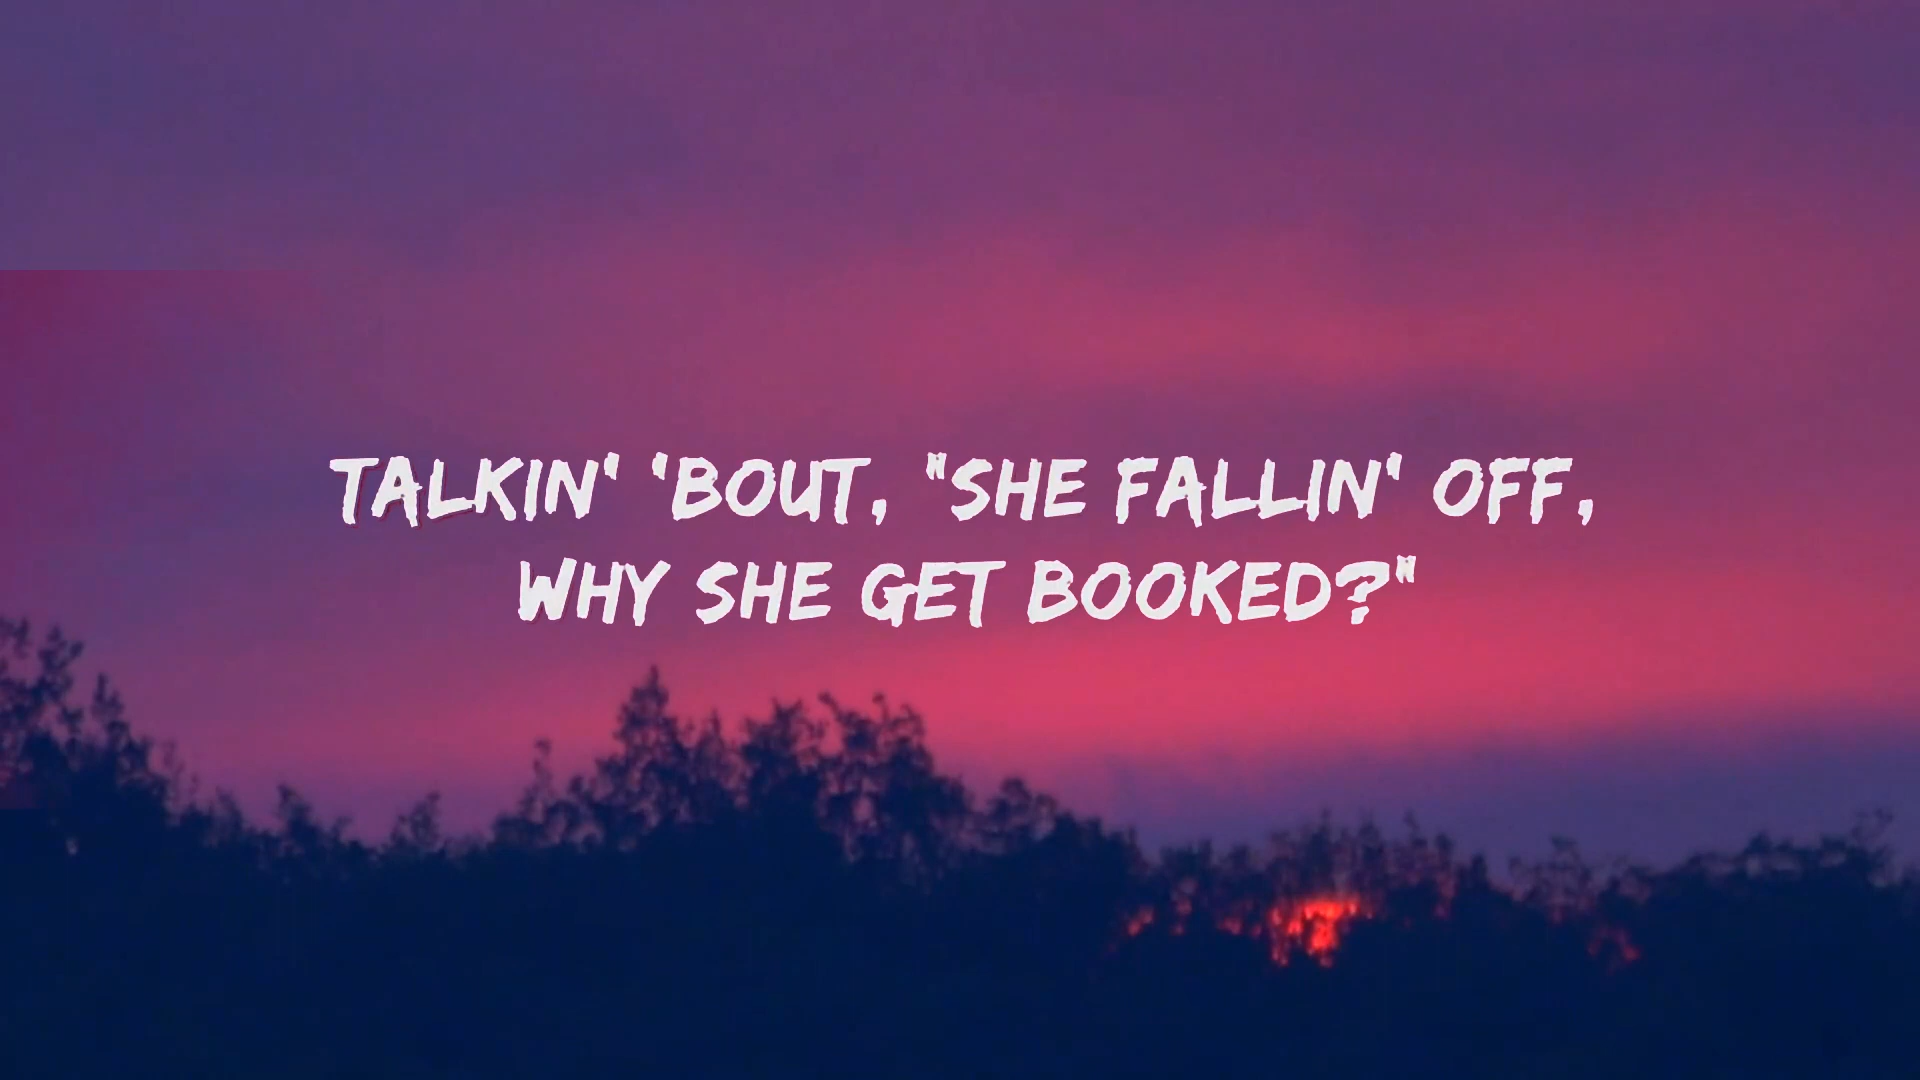 TALKIN' 'BOUT, "SHE FALLIN' OFF,
WHY SHE GET BOOKED?"